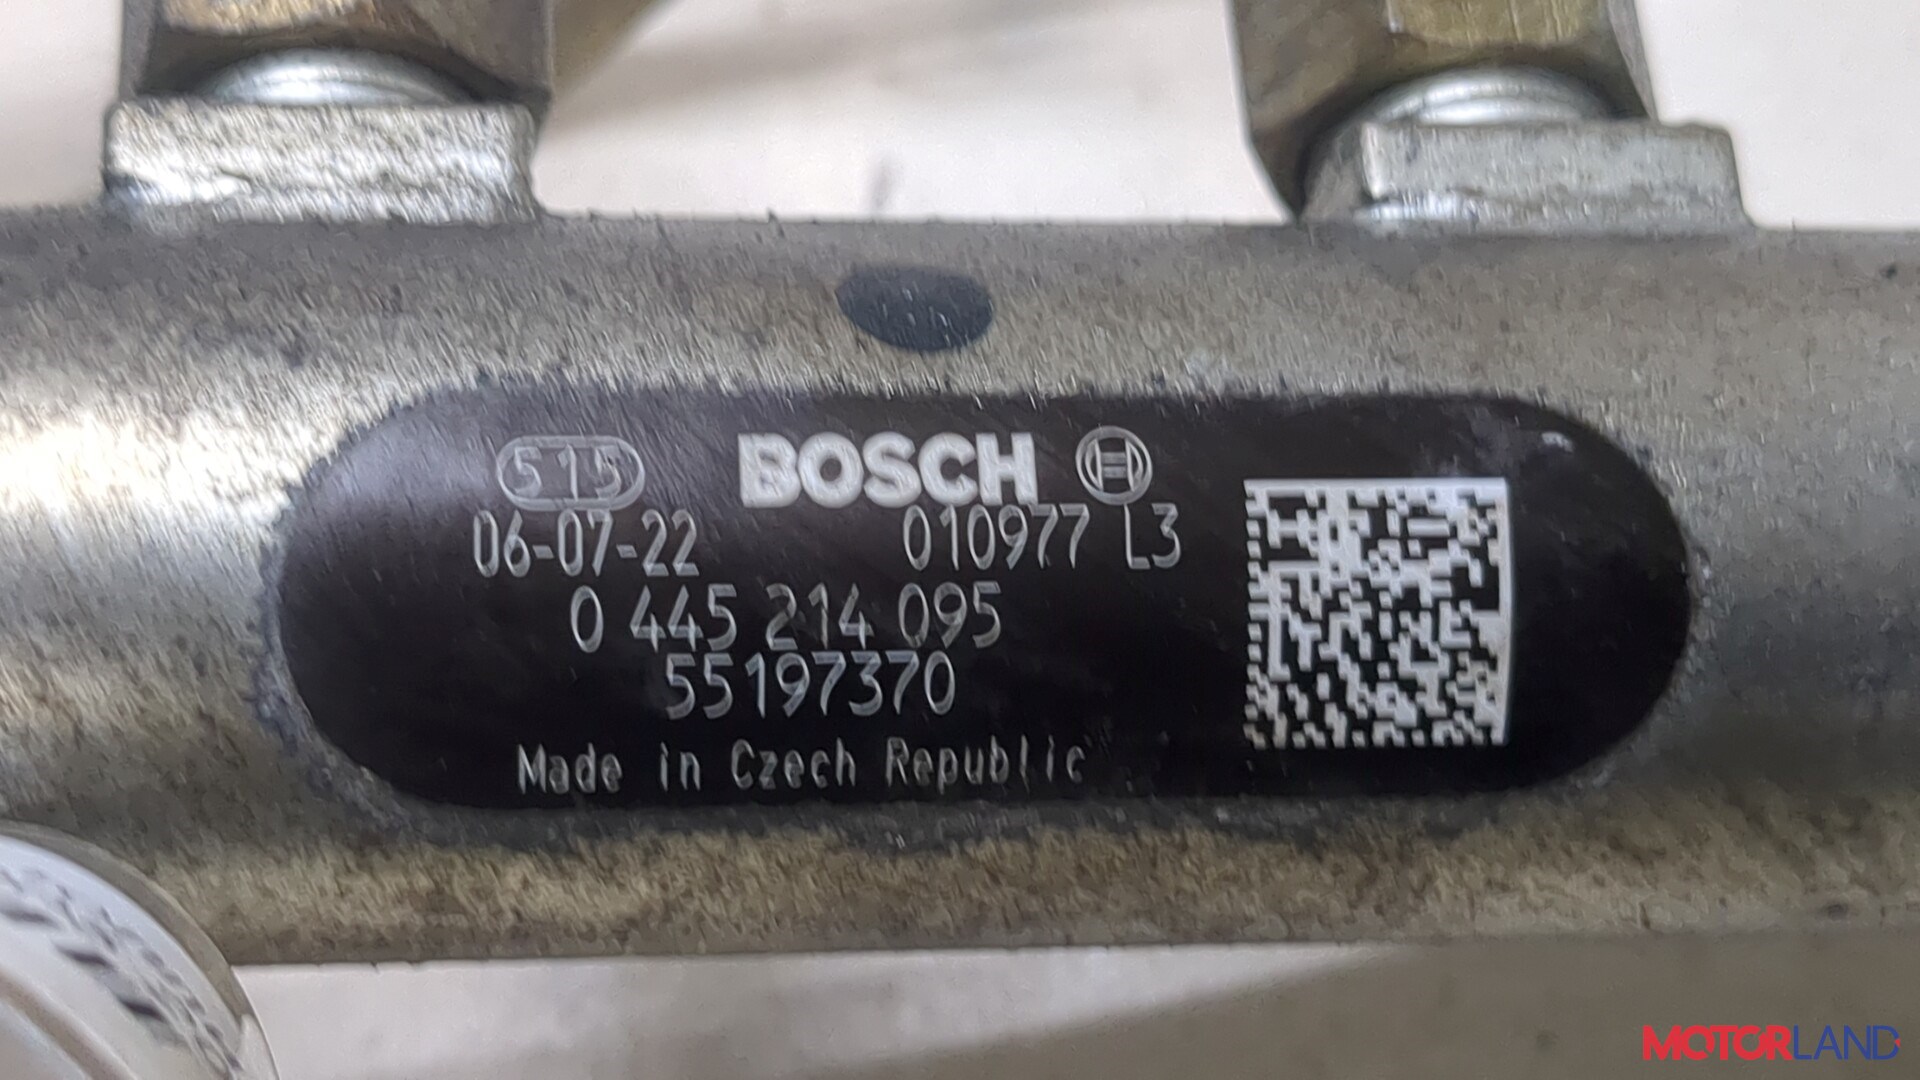 515 BOSCH
06-07-22 010977 L3
0 445 214 095
55197370
Made in Czech Republic
MOTORLAND